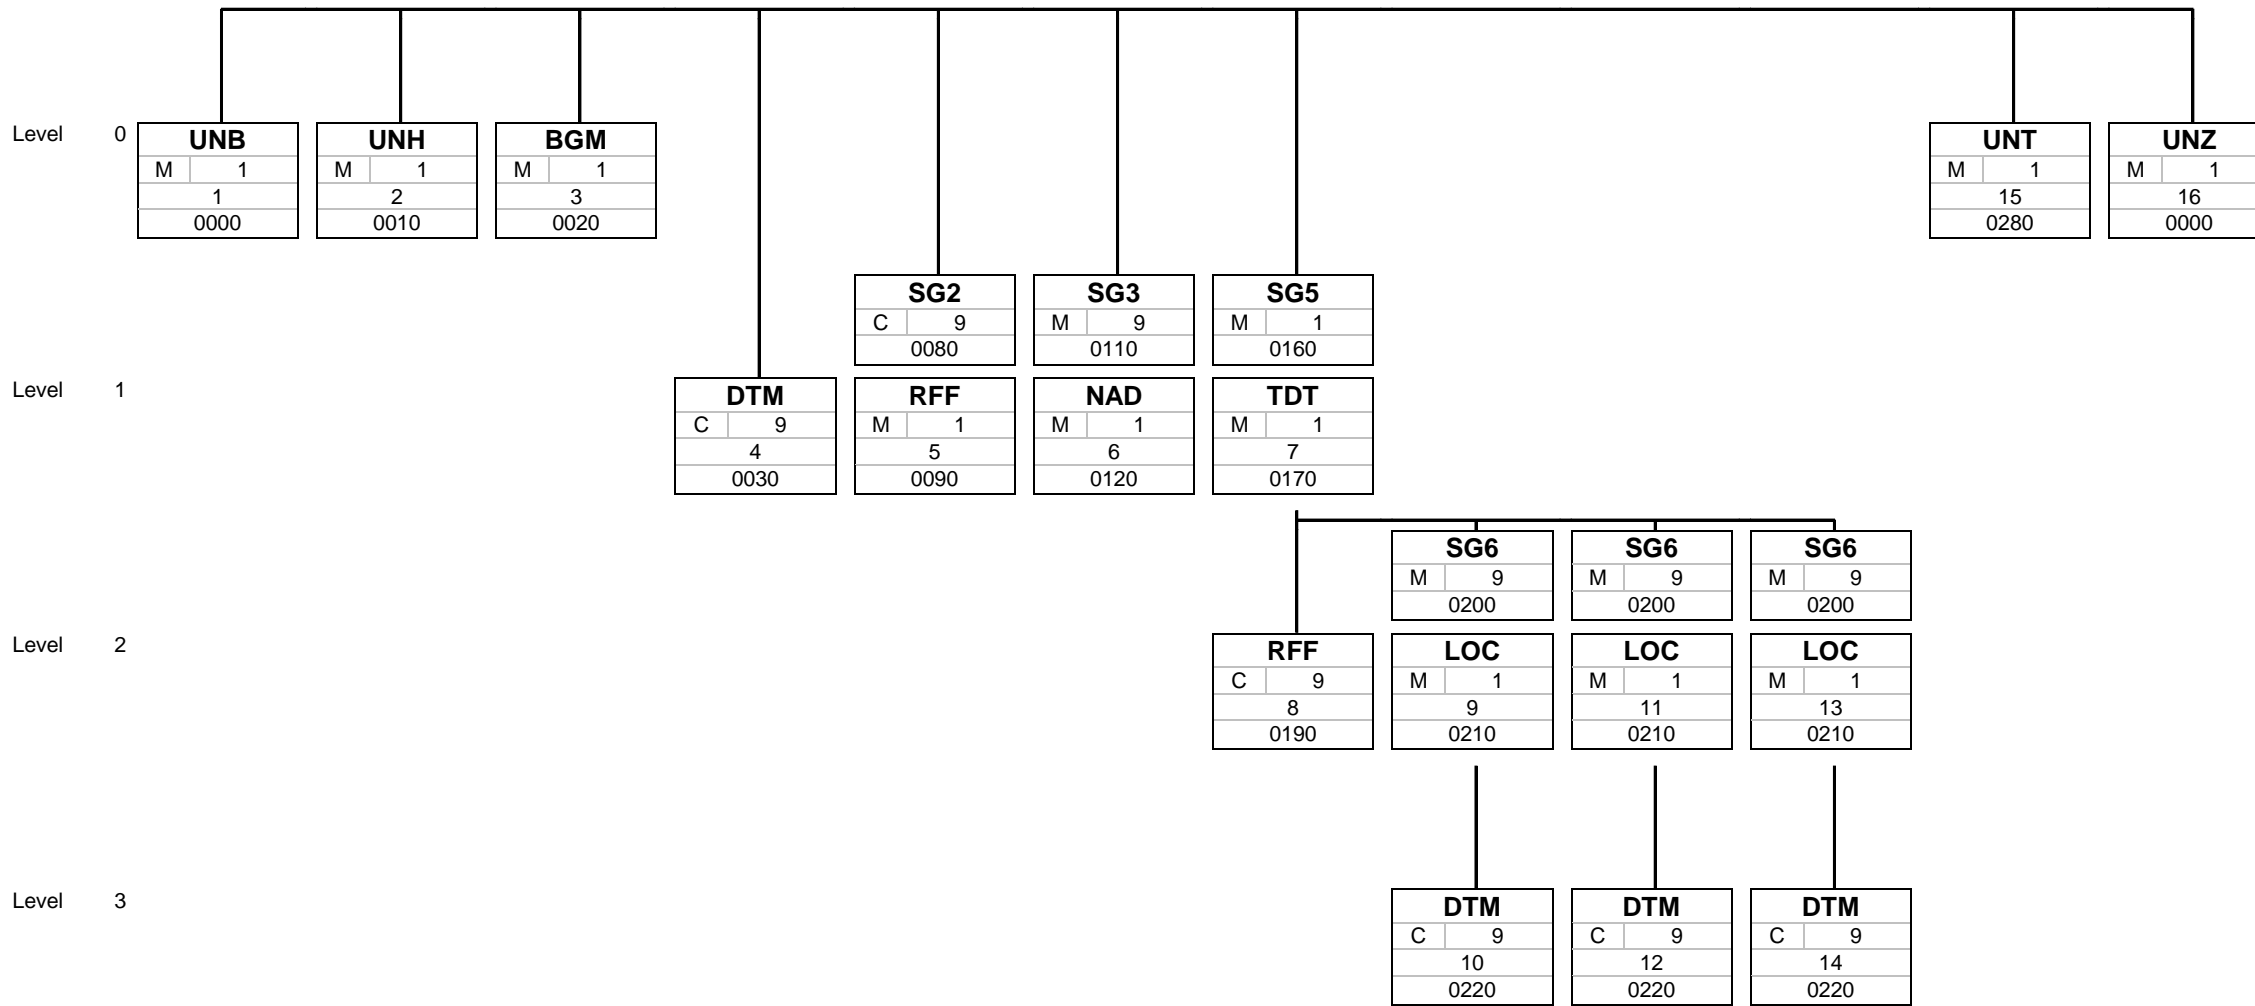 Level 0
UNB UNH BGM UNT UNZ
M 1 M 1 M 1 M 1 M 1
1 2 3 15 16
0000 0010 0020 0280 0000
SG2 SG3 SG5
C 9 M 9 M 1
0080 0110 0160
Level 1
DTM RFF NAD TDT
C 9 M 1 M 1 M 1
4 5 6 7
0030 0090 0120 0170
SG6 SG6 SG6
M 9 M 9 M 9
0200 0200 0200
Level 2
RFF LOC LOC LOC
C 9 M 1 M 1 M 1
8 9 11 13
0190 0210 0210 0210
Level 3
DTM DTM DTM
C 9 C 9 C 9
10 12 14
0220 0220 0220